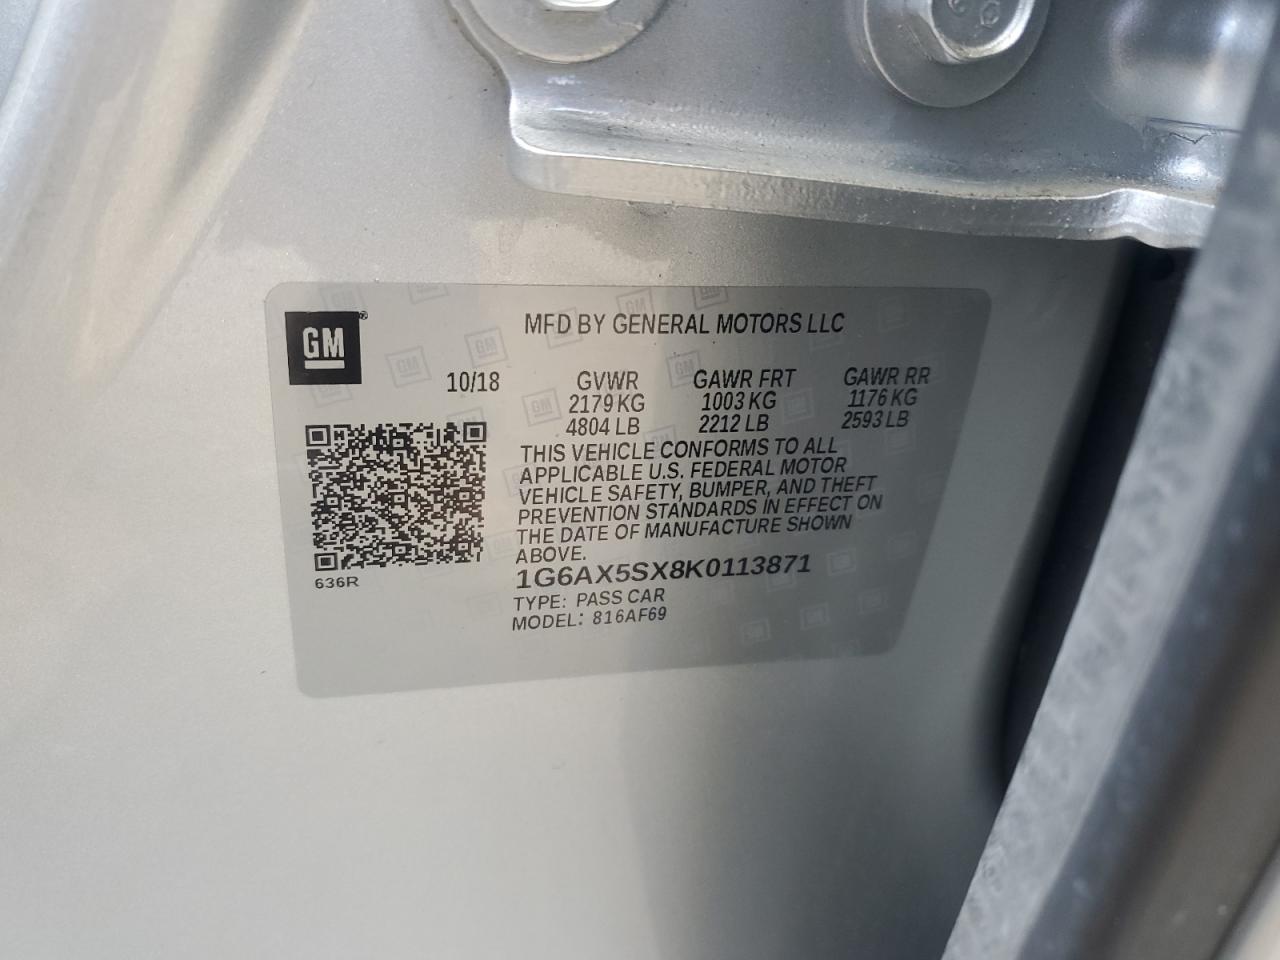 GM®
MFD BY GENERAL MOTORS LLC
10/18 GVWR GAWR FRT GAWR RR
2179 KG 1003 KG 1176 KG
4804 LB 2212 LB 2593 LB
THIS VEHICLE CONFORMS TO ALL
APPLICABLE U.S. FEDERAL MOTOR
VEHICLE SAFETY, BUMPER, AND THEFT
PREVENTION STANDARDS IN EFFECT ON
THE DATE OF MANUFACTURE SHOWN
ABOVE.
636R
1G6AX5SX8K0113871
TYPE: PASS CAR
MODEL: 816AF69